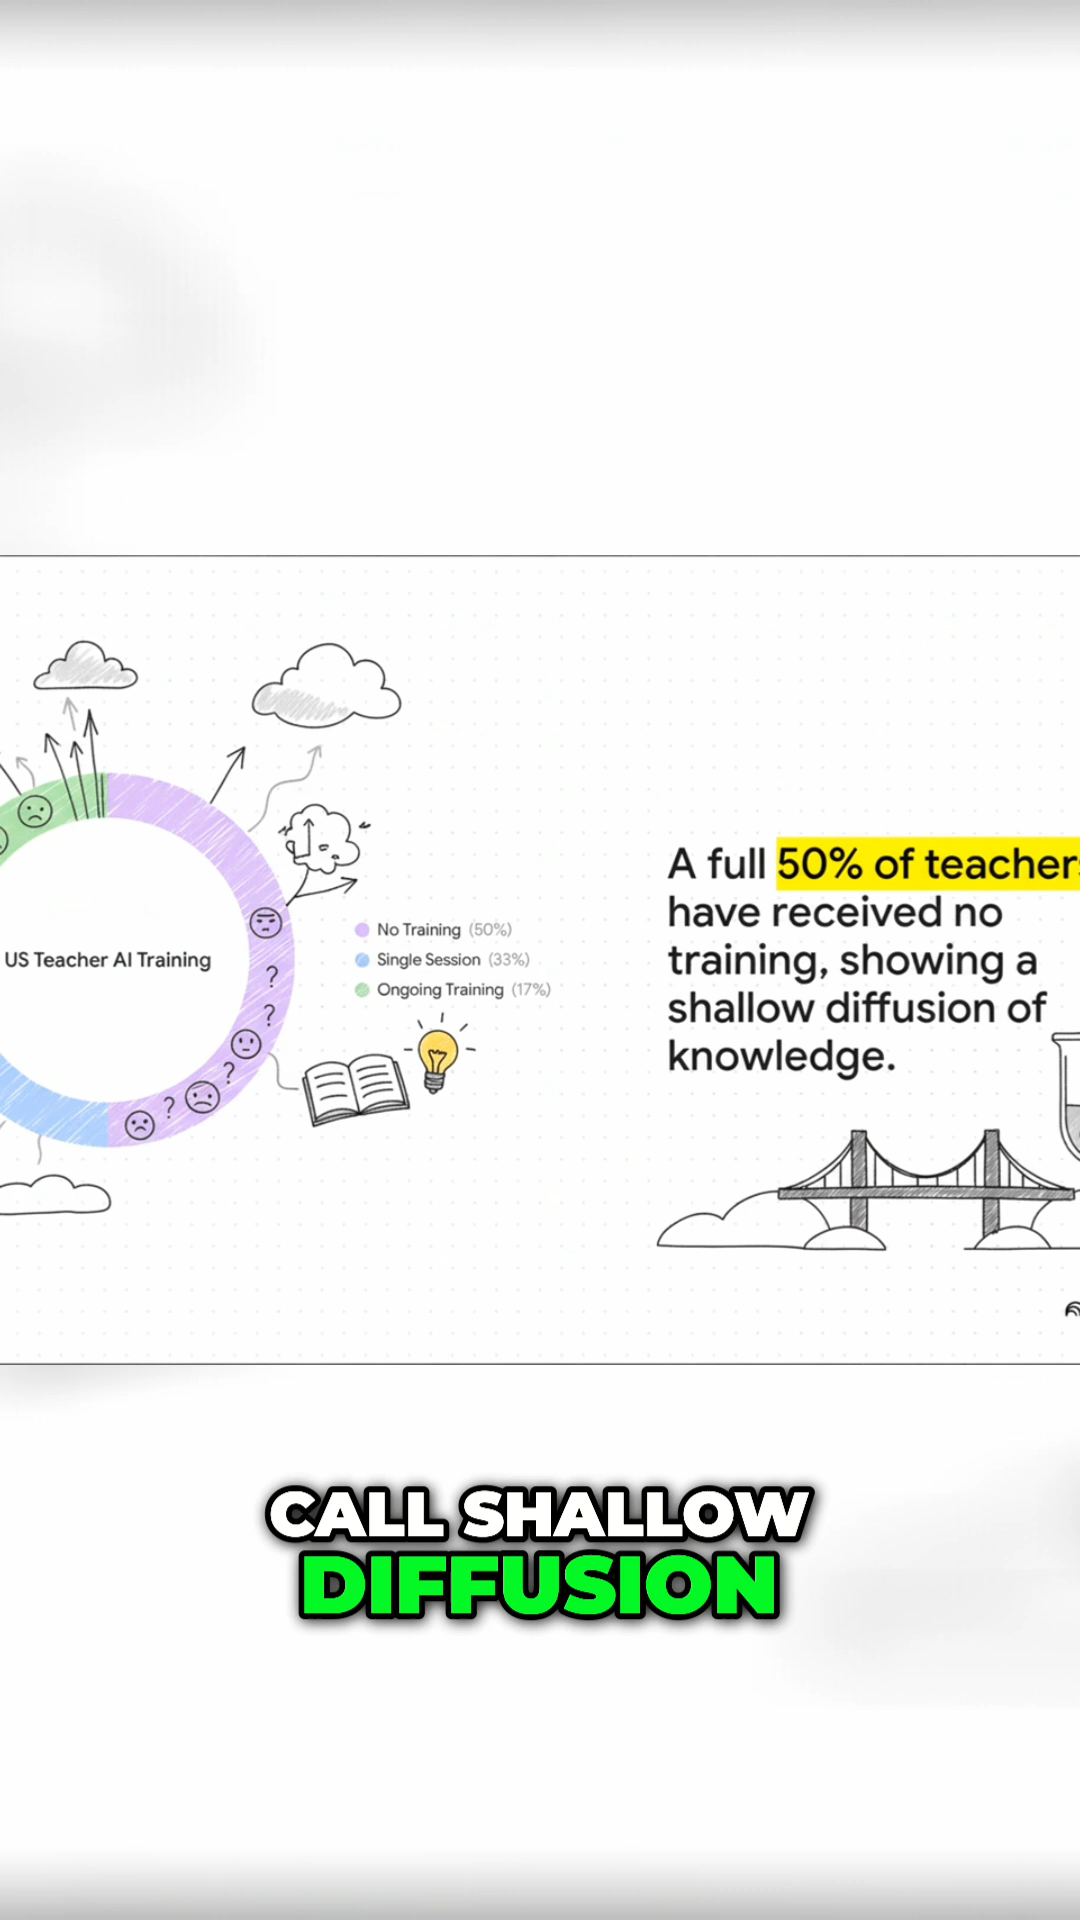 US Teacher AI Training
No Training (50%)
Single Session (33%)
Ongoing Training (17%)
A full 50% of teachers
have received no
training, showing a
shallow diffusion of
knowledge.
?
?
?
?
CALL SHALLOW
DIFFUSION